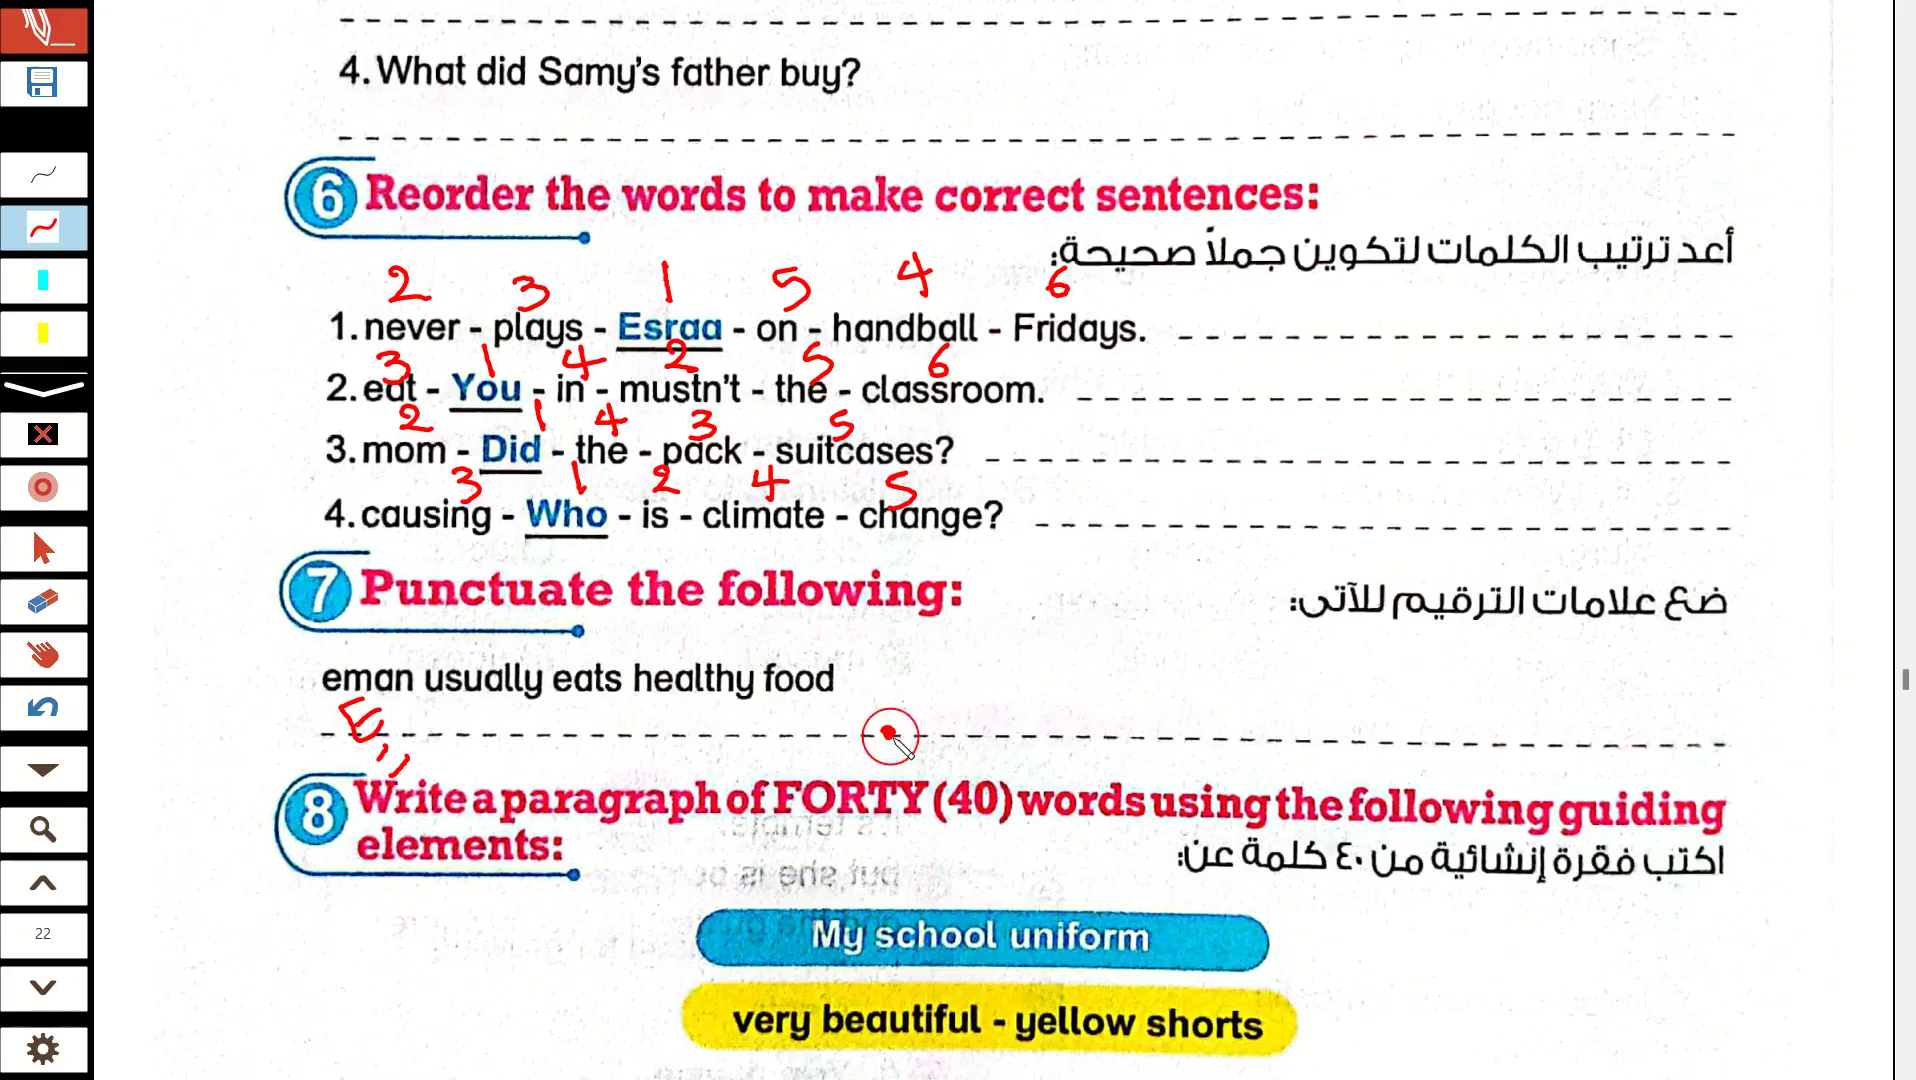 4. What did Samy's father buy?
6 Reorder the words to make correct sentences:
أعد ترتيب الكلمات لتكوين جملاً صحيحة:
2 3 1 5 4 6
1. never - plays - Esraa - on - handball - Fridays.
3 1 4 2 5 6
2. eat - You - in - mustn't - the - classroom.
2 1 4 3 5
3. mom - Did - the - pack - suitcases?
3 1 2 4 5
4. causing - Who - is - climate - change?
7 Punctuate the following:
ضع علامات الترقيم للآتى:
eman usually eats healthy food
E
8 Write a paragraph of FORTY (40) words using the following guiding
elements:
اكتب فقرة إنشائية من ٤٠ كلمة عن:
My school uniform
very beautiful - yellow shorts
22